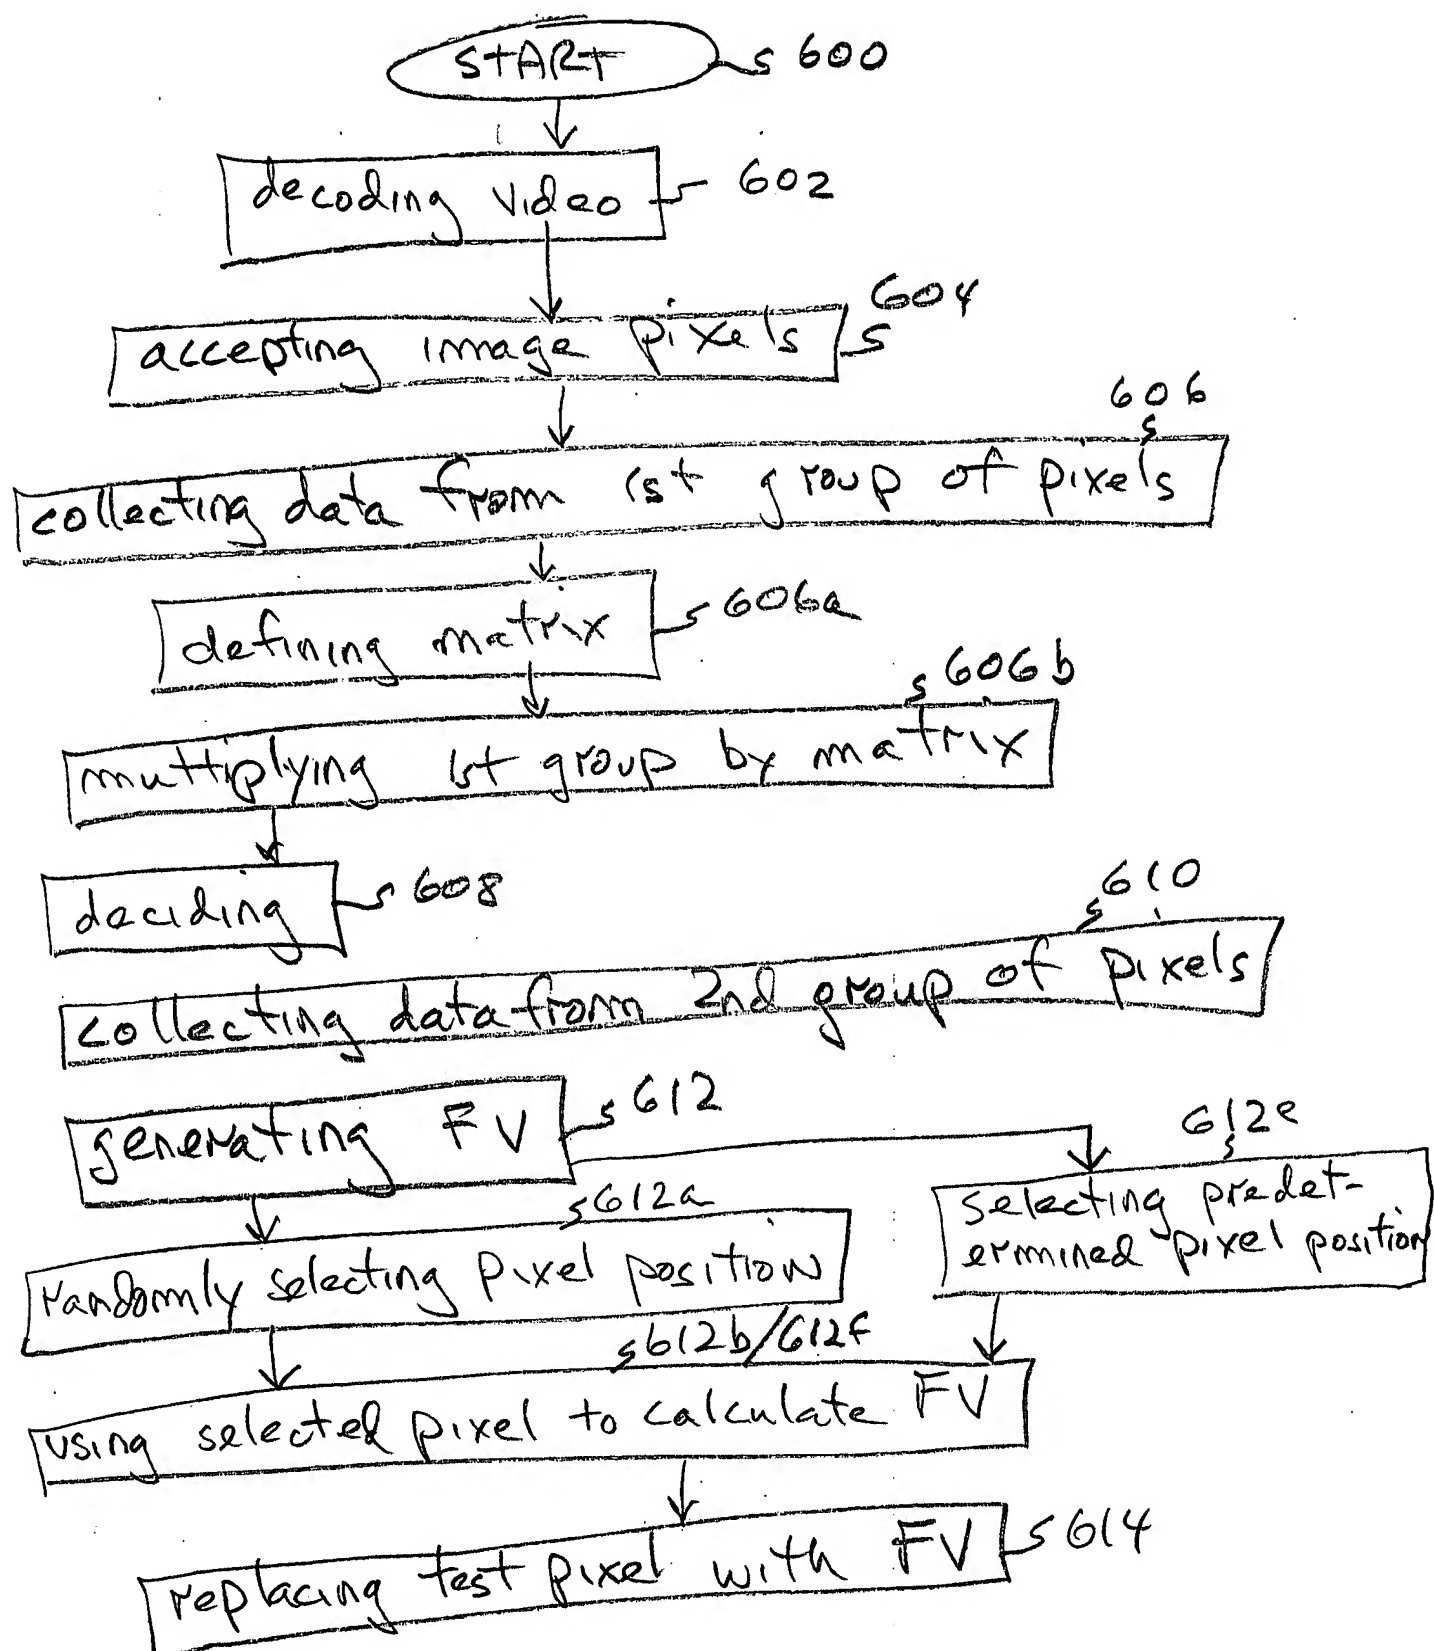 START 600
decoding video 602
accepting image pixels 604
606
collecting data from 1st group of pixels
defining matrix 606a
606b
multiplying 1st group by matrix
deciding 608
610
collecting data from 2nd group of pixels
generating FV 612
612e
612a
selecting predet-
ermined pixel position
randomly selecting pixel position
612b/612f
using selected pixel to calculate FV
replacing test pixel with FV 614